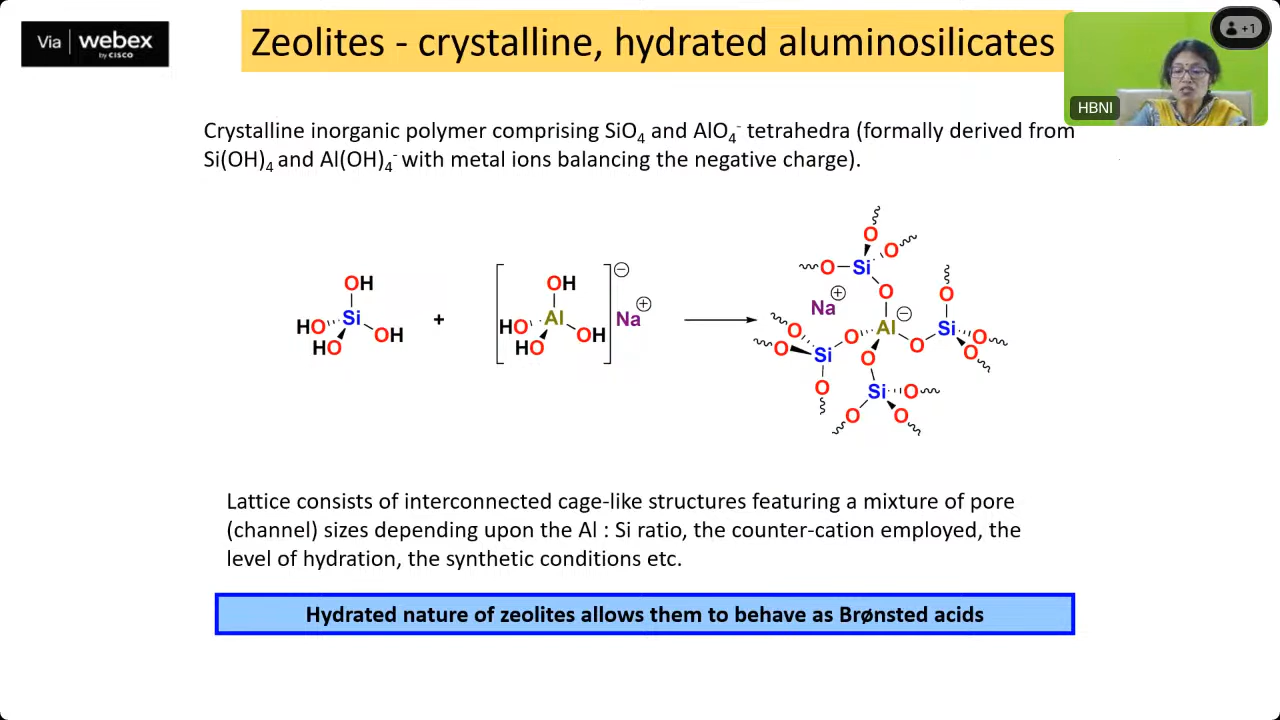 Via | webex
by CISCO
Zeolites - crystalline, hydrated aluminosilicates
+1
HBNI
Crystalline inorganic polymer comprising SiO₄ and AlO₄⁻ tetrahedra (formally derived from
Si(OH)₄ and Al(OH)₄⁻ with metal ions balancing the negative charge).
OH
HO Si OH
HO
+
OH
HO Al OH
HO
⊖
Na ⊕
O
O Si O
O
Na ⊕
O
O
Si O Al ⊖ O Si O
O
O
O
O
O
Si O
O O
Lattice consists of interconnected cage-like structures featuring a mixture of pore
(channel) sizes depending upon the Al : Si ratio, the counter-cation employed, the
level of hydration, the synthetic conditions etc.
Hydrated nature of zeolites allows them to behave as Brønsted acids